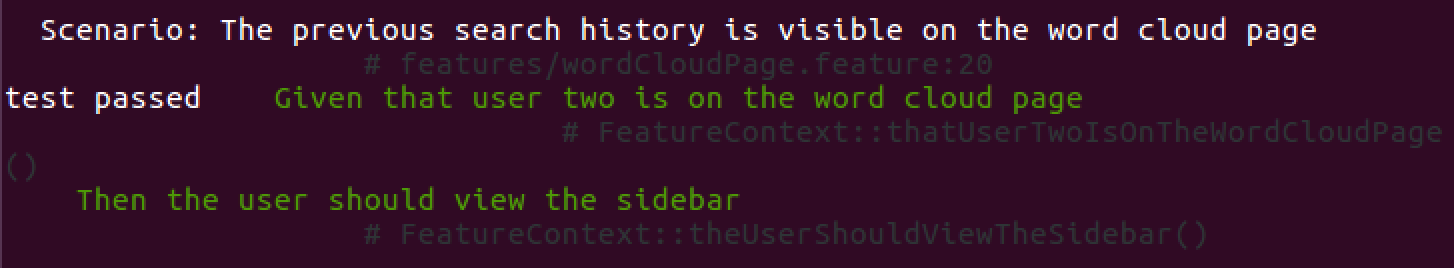 Scenario: The previous search history is visible on the word cloud page
# features/wordCloudPage.feature:20
test passed    Given that user two is on the word cloud page
# FeatureContext::thatUserTwoIsOnTheWordCloudPage
()
Then the user should view the sidebar
# FeatureContext::theUserShouldViewTheSidebar()